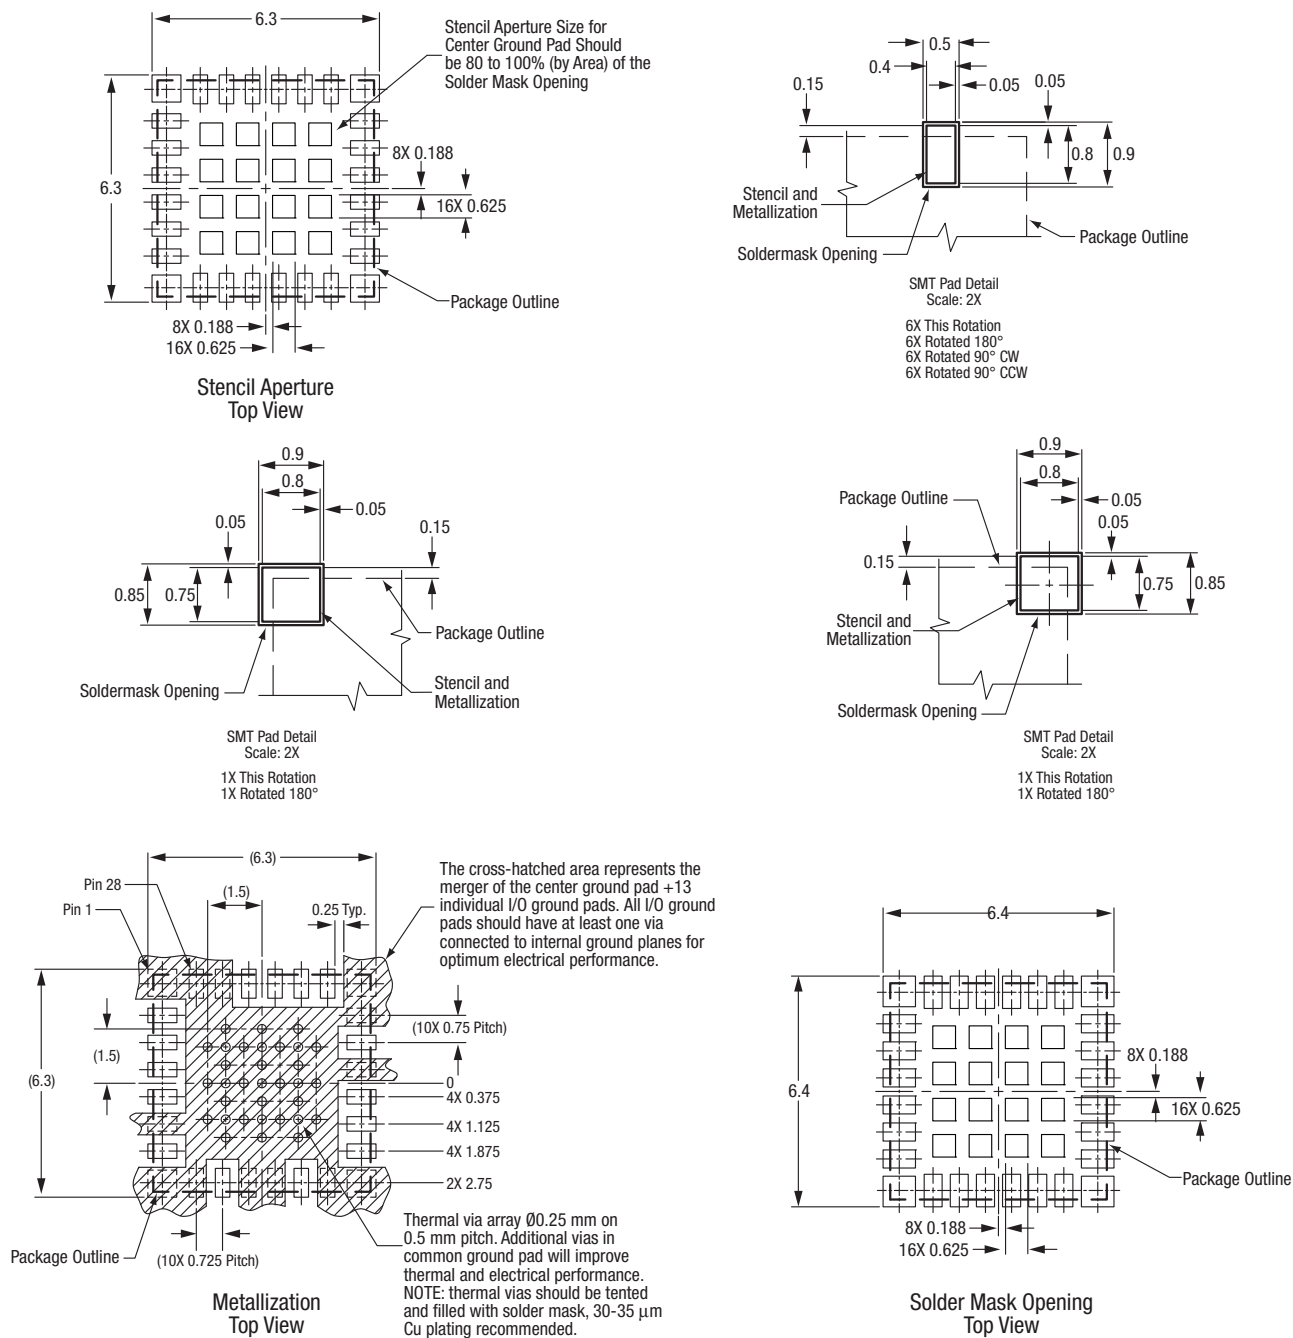 6.3
Stencil Aperture Size for
Center Ground Pad Should
be 80 to 100% (by Area) of the
Solder Mask Opening
6.3
8X 0.188
16X 0.625
Package Outline
8X 0.188
16X 0.625
Stencil Aperture
Top View
0.5
0.4
0.05
0.05
0.15
0.8
0.9
Stencil and
Metallization
Soldermask Opening
Package Outline
SMT Pad Detail
Scale: 2X
6X This Rotation
6X Rotated 180°
6X Rotated 90° CW
6X Rotated 90° CCW
0.9
0.8
0.05
0.05
0.15
0.85
0.75
Package Outline
Soldermask Opening
Stencil and
Metallization
SMT Pad Detail
Scale: 2X
1X This Rotation
1X Rotated 180°
0.9
0.8
Package Outline
0.05
0.05
0.15
0.75
0.85
Stencil and
Metallization
Soldermask Opening
SMT Pad Detail
Scale: 2X
1X This Rotation
1X Rotated 180°
(6.3)
Pin 28
(1.5)
Pin 1
0.25 Typ.
The cross-hatched area represents the
merger of the center ground pad +13
individual I/O ground pads. All I/O ground
pads should have at least one via
connected to internal ground planes for
optimum electrical performance.
(10X 0.75 Pitch)
(1.5)
(6.3)
0
4X 0.375
4X 1.125
4X 1.875
2X 2.75
Package Outline
(10X 0.725 Pitch)
Thermal via array Ø0.25 mm on
0.5 mm pitch. Additional vias in
common ground pad will improve
thermal and electrical performance.
NOTE: thermal vias should be tented
and filled with solder mask, 30-35 μm
Cu plating recommended.
Metallization
Top View
6.4
6.4
8X 0.188
16X 0.625
Package Outline
8X 0.188
16X 0.625
Solder Mask Opening
Top View